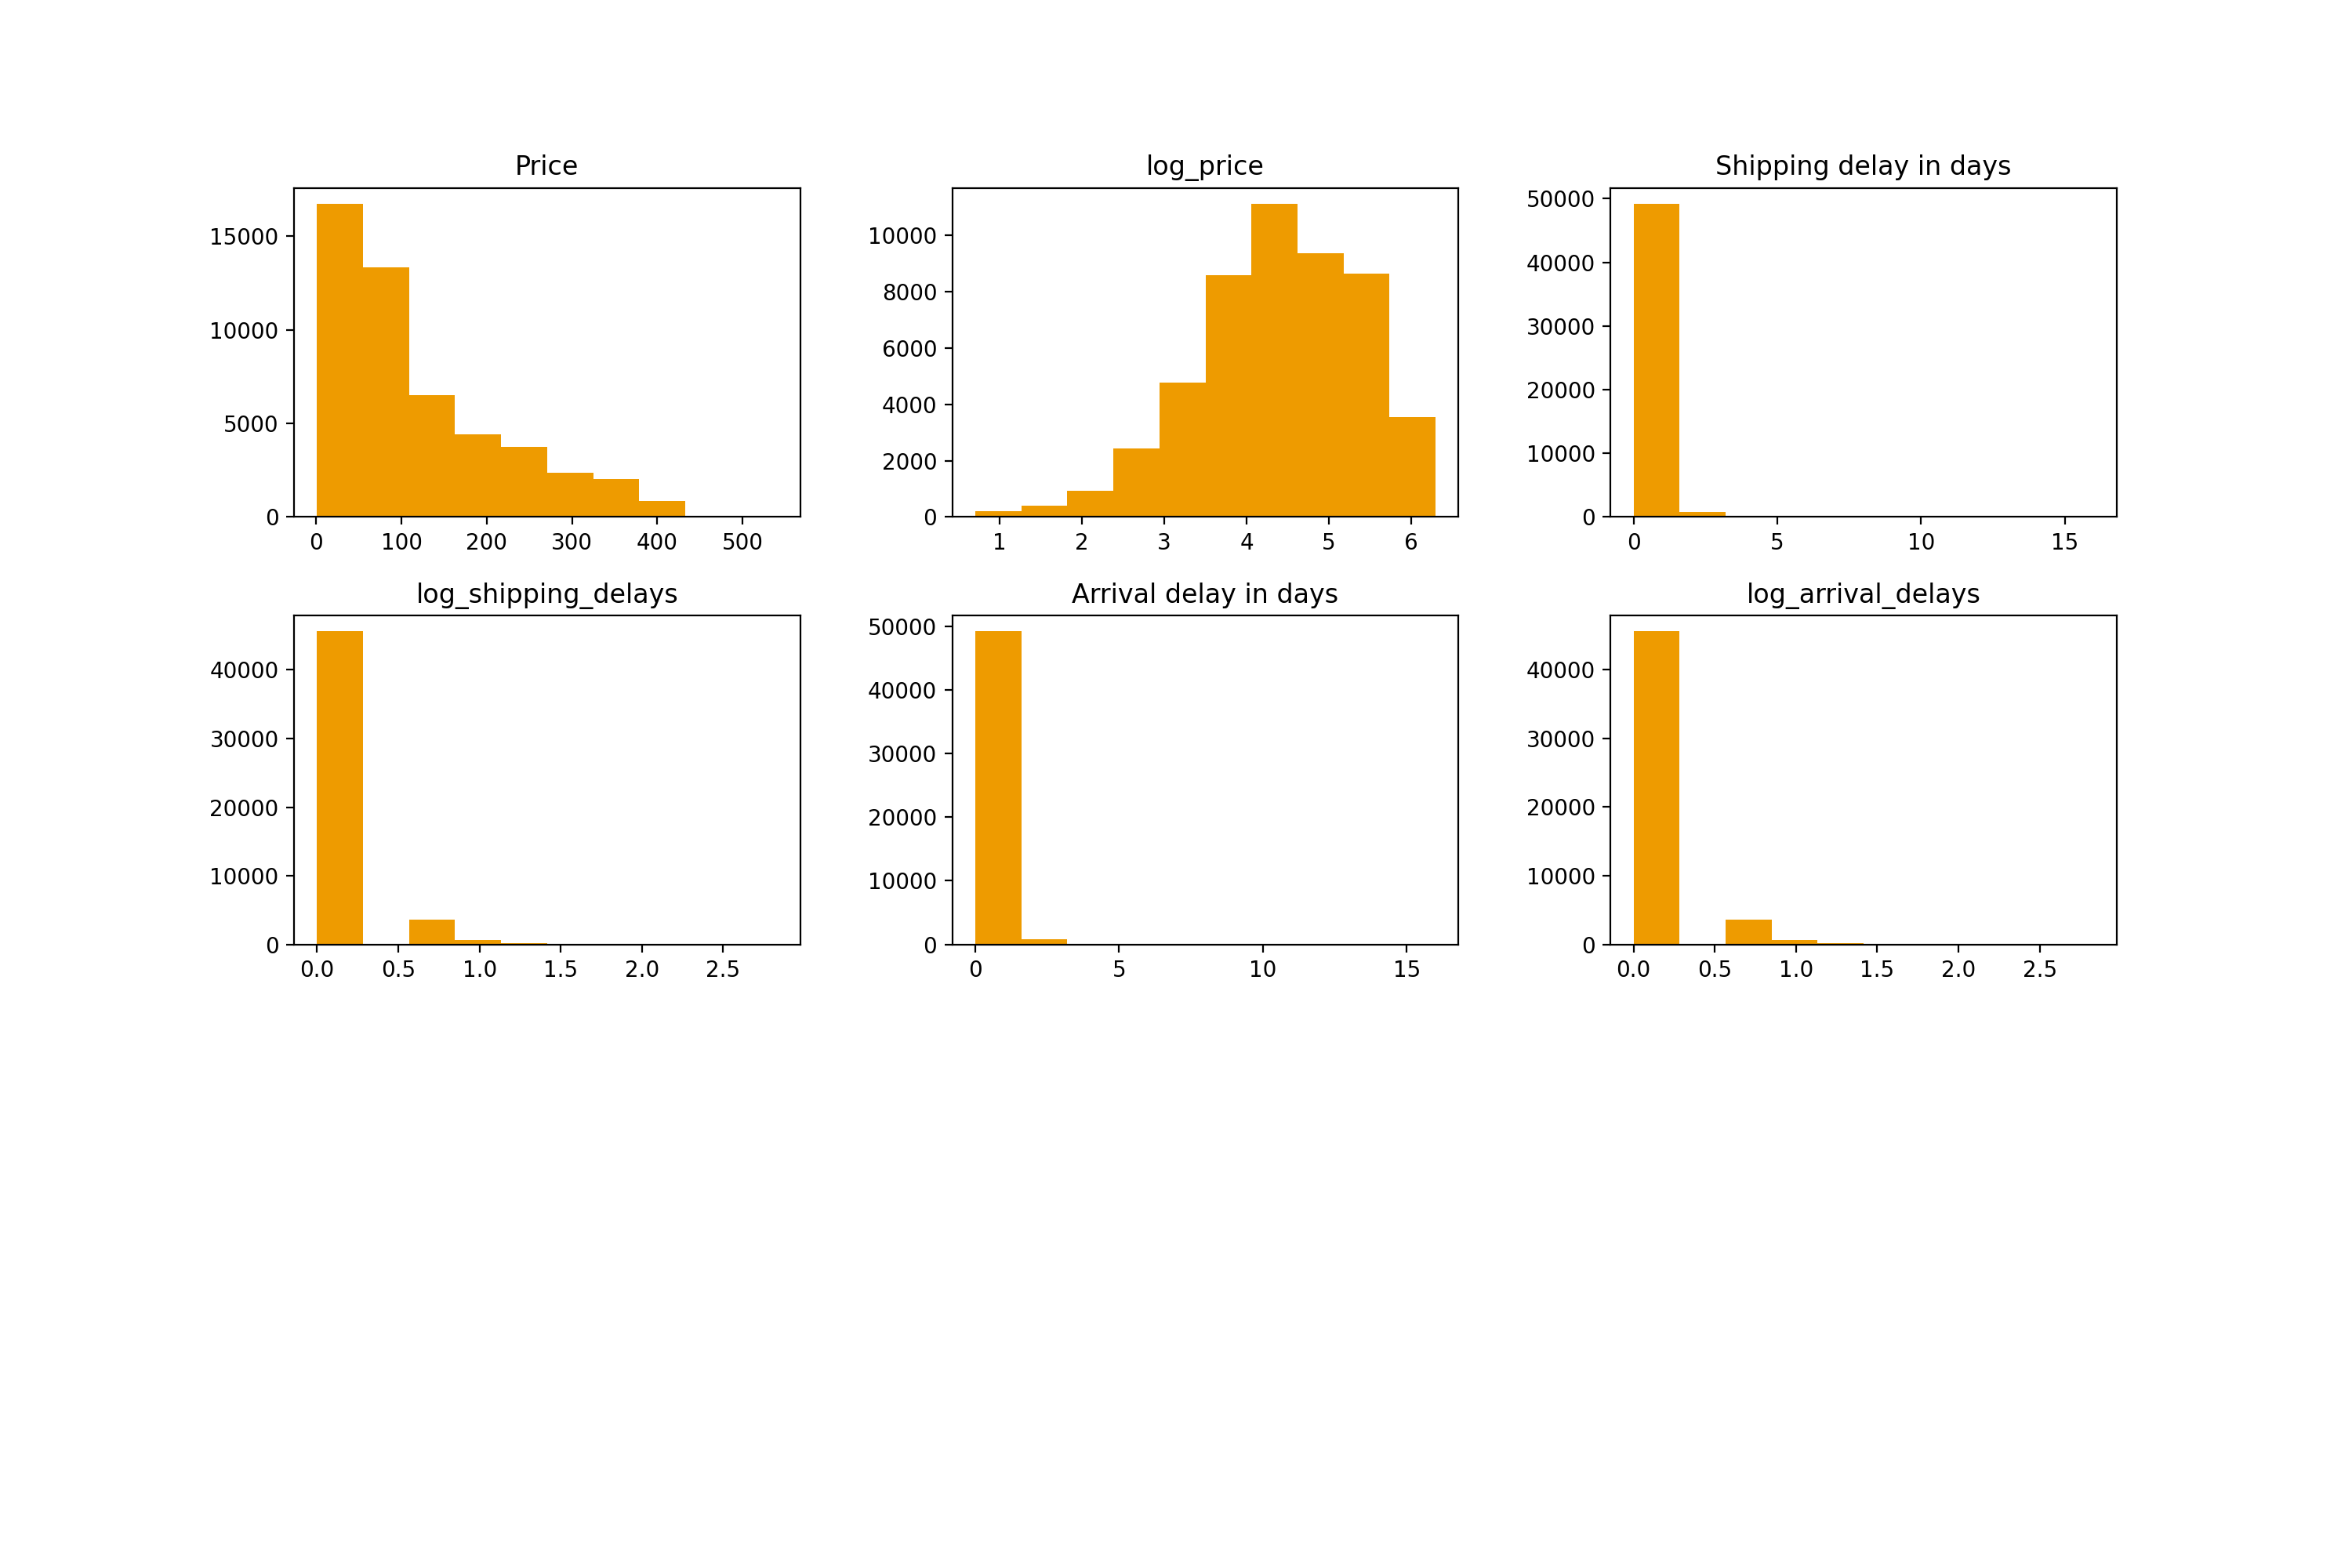 Price
15000
10000
5000
0
0 100 200 300 400 500
log_price
10000
8000
6000
4000
2000
0
1 2 3 4 5 6
Shipping delay in days
50000
40000
30000
20000
10000
0
0 5 10 15
log_shipping_delays
40000
30000
20000
10000
0
0.0 0.5 1.0 1.5 2.0 2.5
Arrival delay in days
50000
40000
30000
20000
10000
0
0 5 10 15
log_arrival_delays
40000
30000
20000
10000
0
0.0 0.5 1.0 1.5 2.0 2.5